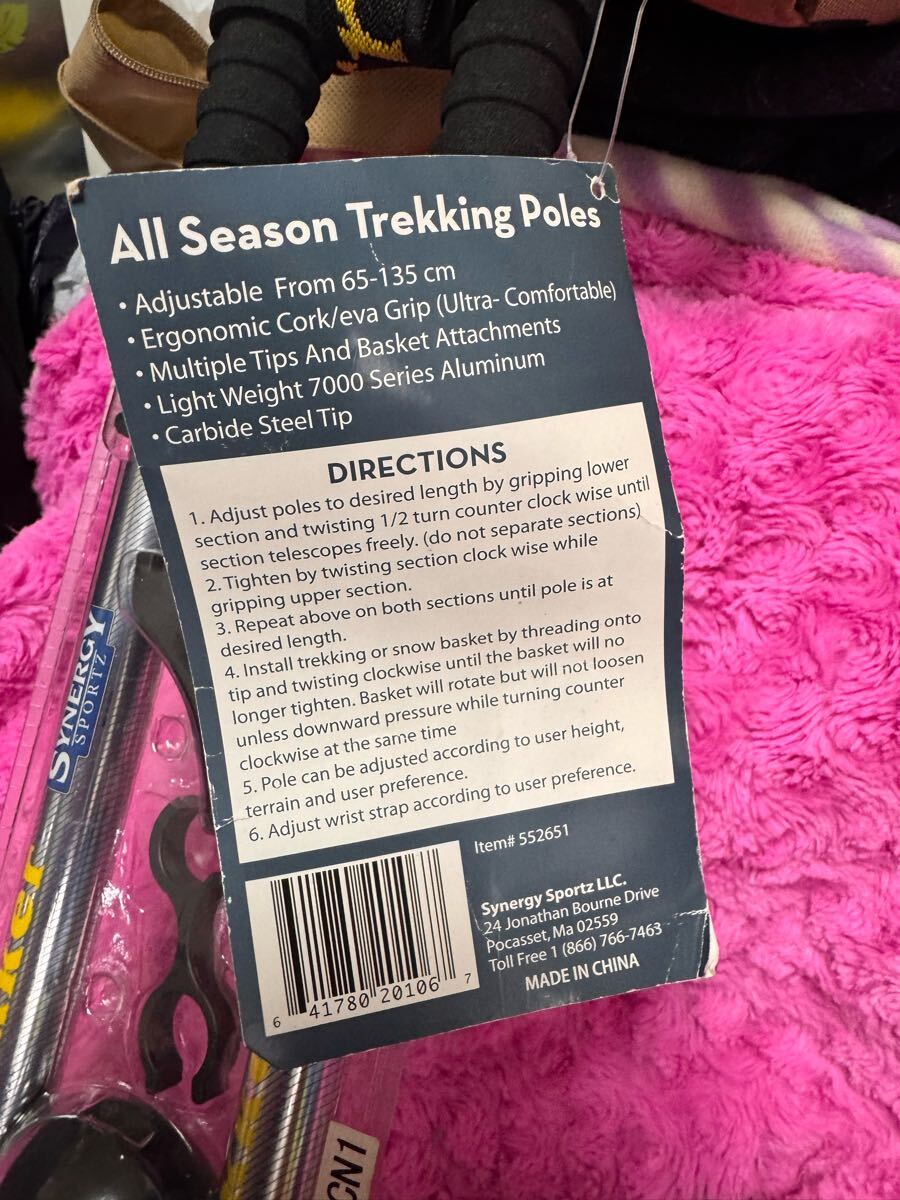 All Season Trekking Poles
• Adjustable From 65-135 cm
• Ergonomic Cork/eva Grip (Ultra- Comfortable)
• Multiple Tips And Basket Attachments
• Light Weight 7000 Series Aluminum
• Carbide Steel Tip
DIRECTIONS
1. Adjust poles to desired length by gripping lower
section and twisting 1/2 turn counter clock wise until
section telescopes freely. (do not separate sections)
2. Tighten by twisting section clock wise while
gripping upper section.
3. Repeat above on both sections until pole is at
desired length.
4. Install trekking or snow basket by threading onto
tip and twisting clockwise until the basket will no
longer tighten. Basket will rotate but will not loosen
unless downward pressure while turning counter
clockwise at the same time
5. Pole can be adjusted according to user height,
terrain and user preference.
6. Adjust wrist strap according to user preference.
Item# 552651
Synergy Sportz LLC.
24 Jonathan Bourne Drive
Pocasset, Ma 02559
Toll Free 1 (866) 766-7463
MADE IN CHINA
6 41780 20106 7
SYNERGY
SPORTZ
CN1